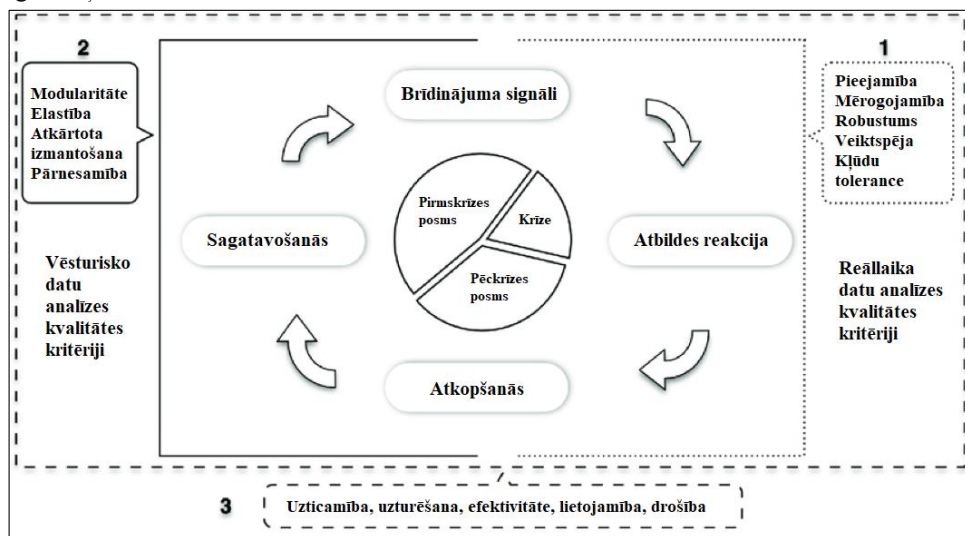 2
Modularitāte
Elastība
Atkārtota
izmantošana
Pārnesamība
Vēsturisko
datu
analīzes
kvalitātes
kritēriji
Brīdinājuma signāli
Sagatavošanās
Pirmskrīzes
posms
Krīze
Pēckrīzes
posms
Atbildes reakcija
Atkopšanās
1
Pieejamība
Mērogojamība
Robustums
Veiktspēja
Kļūdu
tolerance
Reāllaika
datu analīzes
kvalitātes
kritēriji
3
Uzticamība, uzturēšana, efektivitāte, lietojamība, drošība